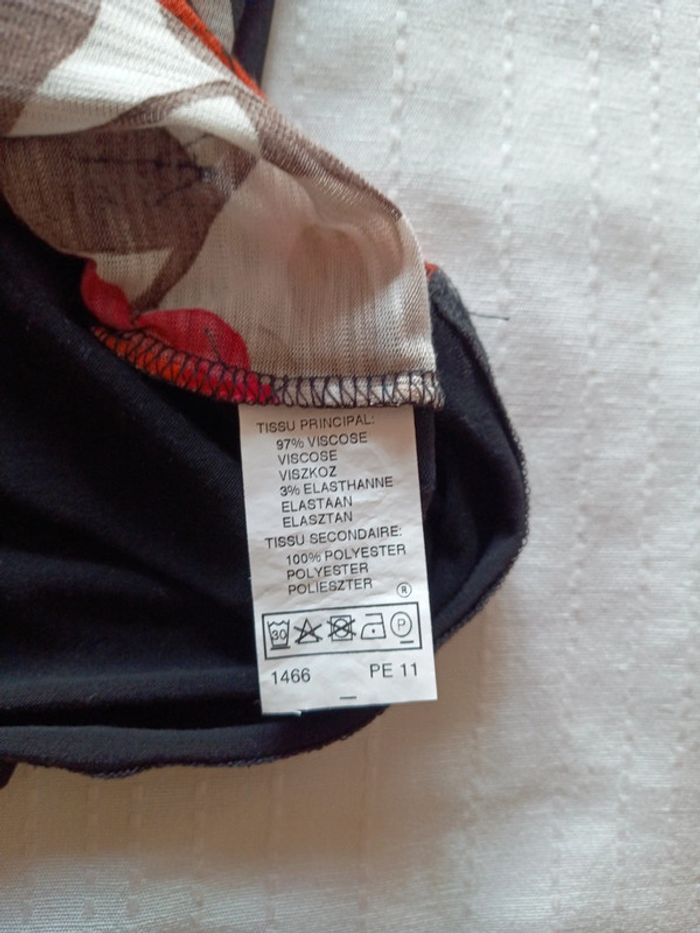 TISSU PRINCIPAL:
97% VISCOSE
VISCOSE
VISZKOZ
3% ELASTHANNE
ELASTAAN
ELASZTAN
TISSU SECONDAIRE:
100% POLYESTER
POLYESTER
POLIESZTER
®
30 P
1466 PE 11